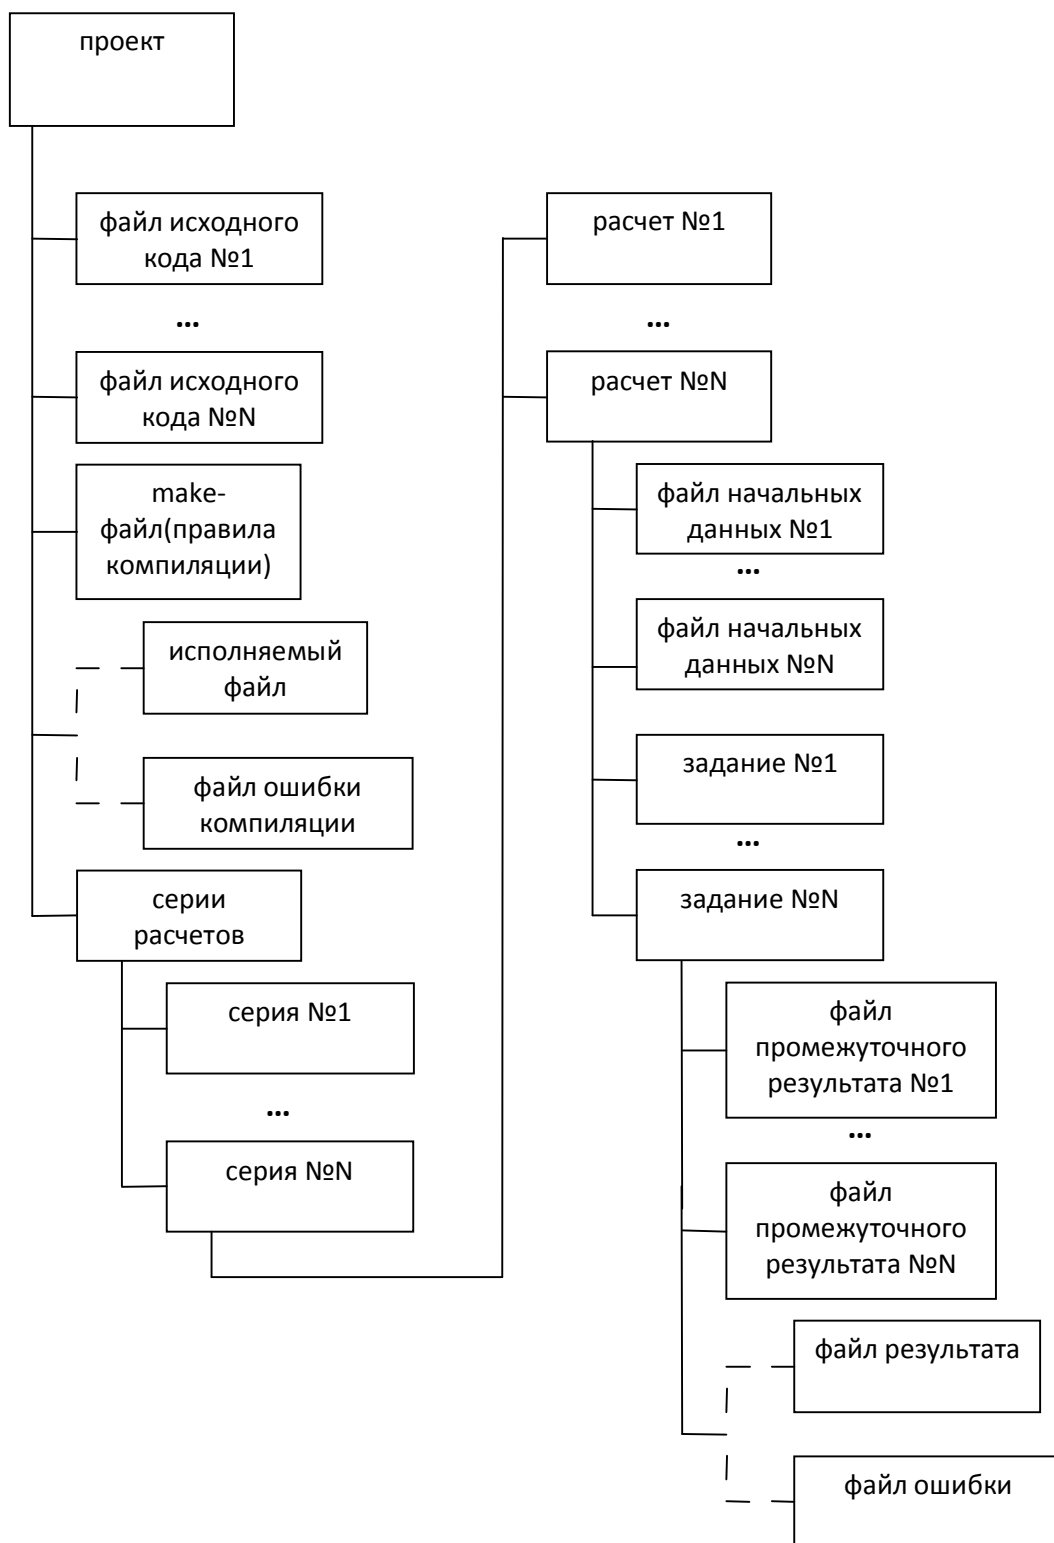 проект
файл исходного
кода №1
...
файл исходного
кода №N
make-
файл(правила
компиляции)
исполняемый
файл
файл ошибки
компиляции
серии
расчетов
серия №1
...
серия №N
расчет №1
...
расчет №N
файл начальных
данных №1
...
файл начальных
данных №N
задание №1
...
задание №N
файл
промежуточного
результата №1
...
файл
промежуточного
результата №N
файл результата
файл ошибки